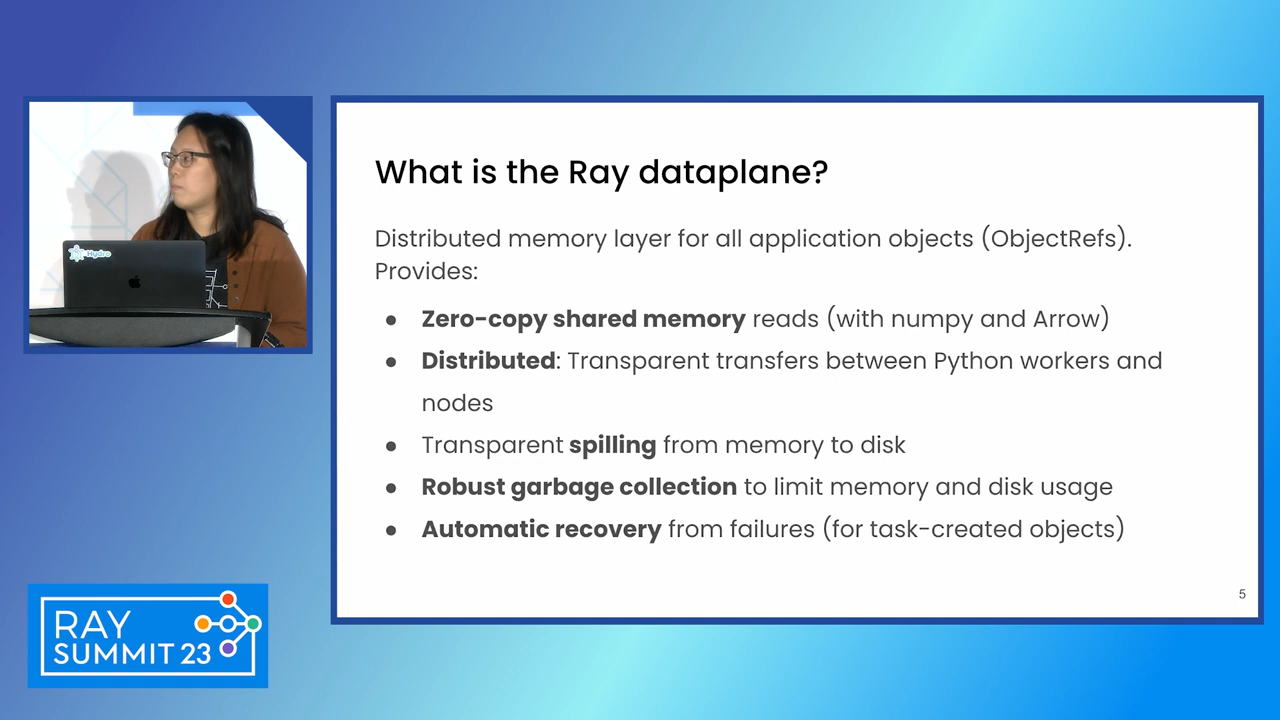 What is the Ray dataplane?
Distributed memory layer for all application objects (ObjectRefs).
Provides:
● Zero-copy shared memory reads (with numpy and Arrow)
● Distributed: Transparent transfers between Python workers and
nodes
● Transparent spilling from memory to disk
● Robust garbage collection to limit memory and disk usage
● Automatic recovery from failures (for task-created objects)
5
Hydro
RAY
SUMMIT 23